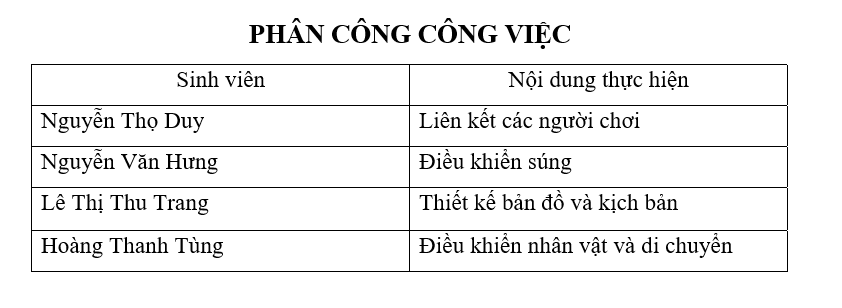 PHÂN CÔNG CÔNG VIỆC
Sinh viên Nội dung thực hiện
Nguyễn Thọ Duy Liên kết các người chơi
Nguyễn Văn Hưng Điều khiển súng
Lê Thị Thu Trang Thiết kế bản đồ và kịch bản
Hoàng Thanh Tùng Điều khiển nhân vật và di chuyển